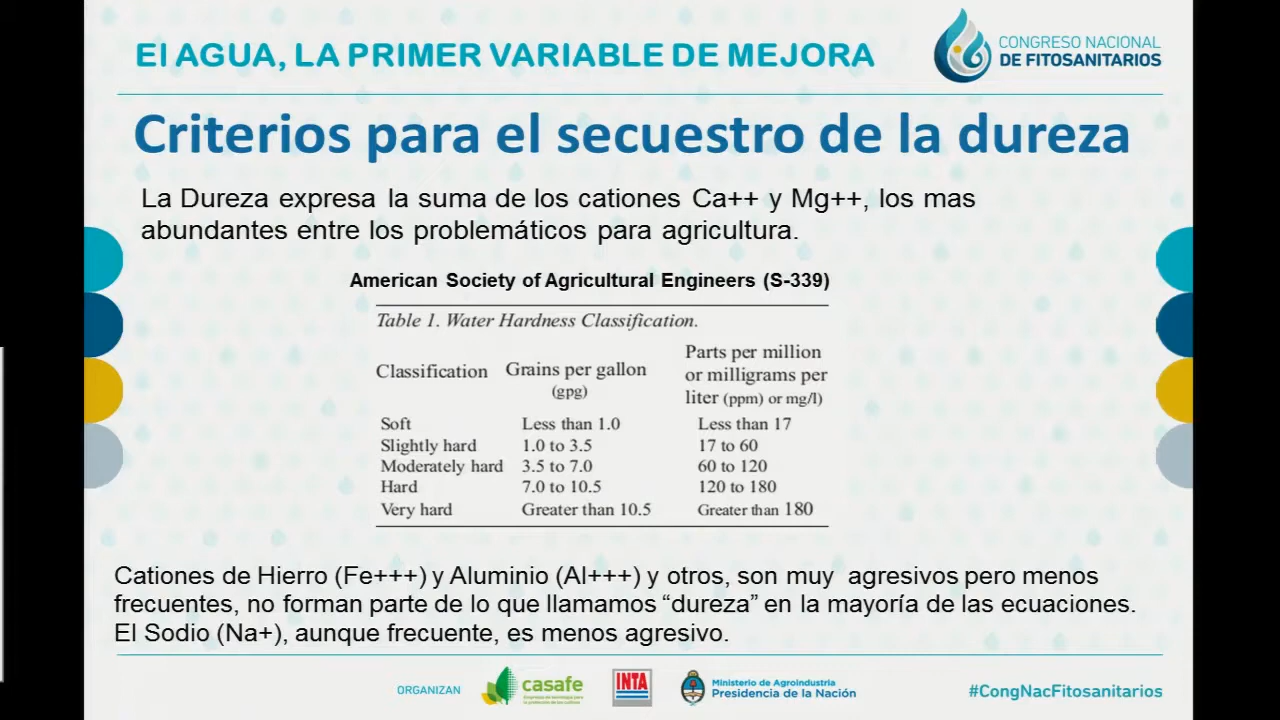 El AGUA, LA PRIMER VARIABLE DE MEJORA
CONGRESO NACIONAL
DE FITOSANITARIOS
Criterios para el secuestro de la dureza
La Dureza expresa la suma de los cationes Ca++ y Mg++, los mas
abundantes entre los problemáticos para agricultura.
American Society of Agricultural Engineers (S-339)
Table 1. Water Hardness Classification.
Classification Grains per gallon (gpg) Parts per million or milligrams per liter (ppm) or mg/l)
Soft Less than 1.0 Less than 17
Slightly hard 1.0 to 3.5 17 to 60
Moderately hard 3.5 to 7.0 60 to 120
Hard 7.0 to 10.5 120 to 180
Very hard Greater than 10.5 Greater than 180
Cationes de Hierro (Fe+++) y Aluminio (Al+++) y otros, son muy agresivos pero menos
frecuentes, no forman parte de lo que llamamos “dureza” en la mayoría de las ecuaciones.
El Sodio (Na+), aunque frecuente, es menos agresivo.
ORGANIZAN
casafe
INTA
Ministerio de Agroindustria
Presidencia de la Nación
#CongNacFitosanitarios